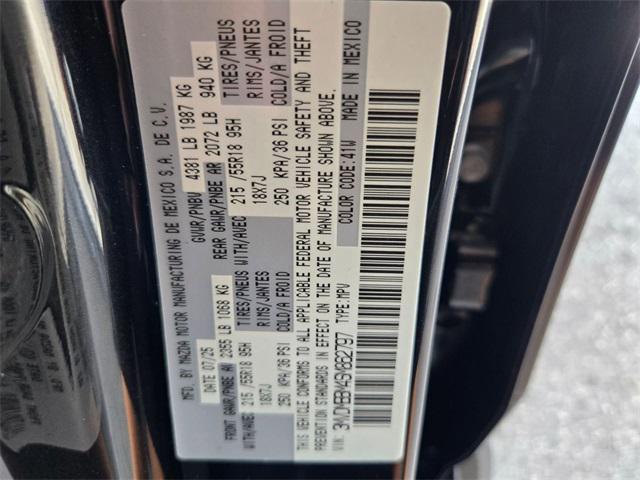 MFD. BY MAZDA MOTOR MANUFACTURING DE MEXICO S.A. DE C.V.
DATE 07/25 GVWR/PNBV 4381 LB 1987 KG
FRONT GAWR/PNBE AV 2355 LB 1068 KG REAR GAWR/PNBE AR 2072 LB 940 KG
WITH/AVEC 215 /55R18 95H TIRES/PNEUS WITH/AVEC 215 /55R18 95H TIRES/PNEUS
18X7J RIMS/JANTES 18X7J RIMS/JANTES
250 KPA/36 PSI COLD/A FROID 250 KPA/36 PSI COLD/A FROID
THIS VEHICLE CONFORMS TO ALL APPLICABLE FEDERAL MOTOR VEHICLE SAFETY AND THEFT
PREVENTION STANDARDS IN EFFECT ON THE DATE OF MANUFACTURE SHOWN ABOVE.
VIN: TYPE:MPV COLOR CODE:41W MADE IN MEXICO